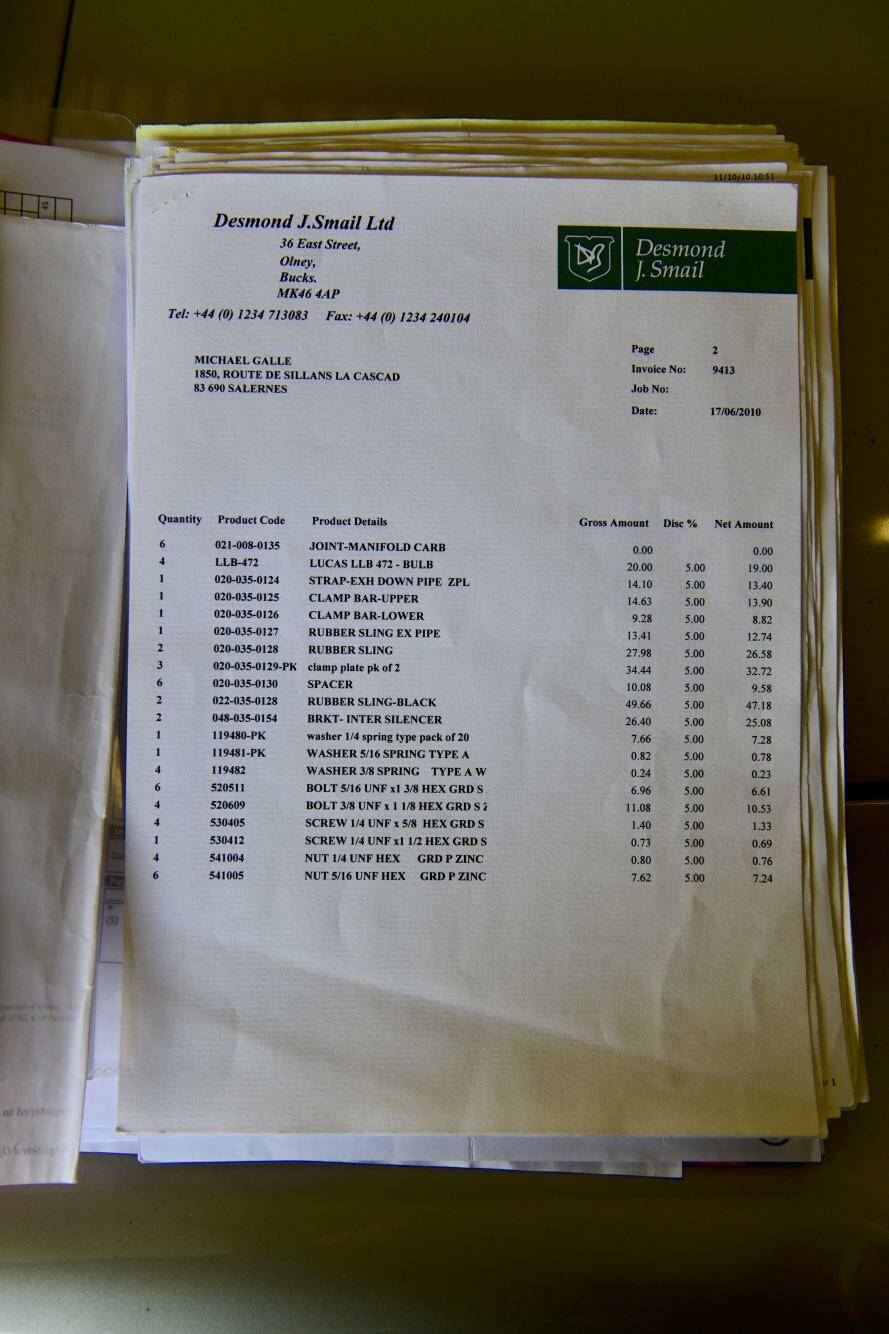 11/10/10 10:51
45
Desmond J.Smail Ltd
36 East Street,
Olney,
Bucks.
MK46 4AP
Tel: +44 (0) 1234 713083 Fax: +44 (0) 1234 240104
Desmond
J. Smail
MICHAEL GALLE
1850, ROUTE DE SILLANS LA CASCAD
83 690 SALERNES
Page 2
Invoice No: 9413
Job No:
Date: 17/06/2010
Quantity Product Code Product Details Gross Amount Disc % Net Amount
6 021-008-0135 JOINT-MANIFOLD CARB 0.00 0.00
4 LLB-472 LUCAS LLB 472 - BULB 20.00 5.00 19.00
1 020-035-0124 STRAP-EXH DOWN PIPE ZPL 14.10 5.00 13.40
1 020-035-0125 CLAMP BAR-UPPER 14.63 5.00 13.90
1 020-035-0126 CLAMP BAR-LOWER 9.28 5.00 8.82
1 020-035-0127 RUBBER SLING EX PIPE 13.41 5.00 12.74
2 020-035-0128 RUBBER SLING 27.98 5.00 26.58
3 020-035-0129-PK clamp plate pk of 2 34.44 5.00 32.72
6 020-035-0130 SPACER 10.08 5.00 9.58
2 022-035-0128 RUBBER SLING-BLACK 49.66 5.00 47.18
2 048-035-0154 BRKT- INTER SILENCER 26.40 5.00 25.08
1 119480-PK washer 1/4 spring type pack of 20 7.66 5.00 7.28
1 119481-PK WASHER 5/16 SPRING TYPE A 0.82 5.00 0.78
4 119482 WASHER 3/8 SPRING TYPE A W 0.24 5.00 0.23
6 520511 BOLT 5/16 UNF x1 3/8 HEX GRD S 6.96 5.00 6.61
4 520609 BOLT 3/8 UNF x 1 1/8 HEX GRD S 11.08 5.00 10.53
4 530405 SCREW 1/4 UNF x 5/8 HEX GRD S 1.40 5.00 1.33
1 530412 SCREW 1/4 UNF x1 1/2 HEX GRD S 0.73 5.00 0.69
4 541004 NUT 1/4 UNF HEX GRD P ZINC 0.80 5.00 0.76
6 541005 NUT 5/16 UNF HEX GRD P ZINC 7.62 5.00 7.24
(5)